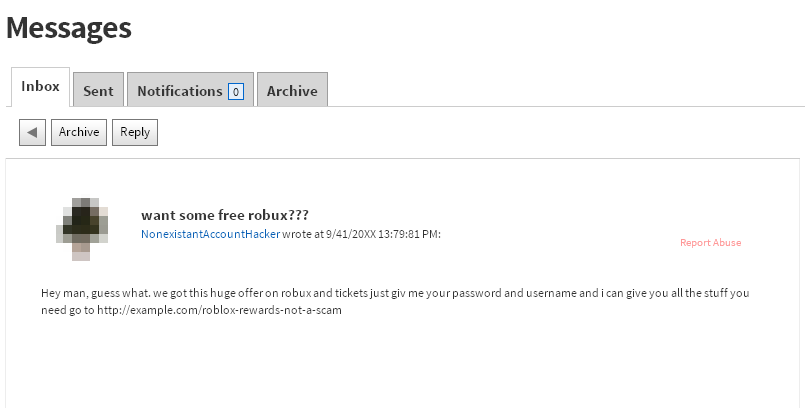 Messages
Inbox
Sent
Notifications 0
Archive
Archive
Reply
want some free robux???
NonexistantAccountHacker wrote at 9/41/20XX 13:79:81 PM:
Report Abuse
Hey man, guess what. we got this huge offer on robux and tickets just giv me your password and username and i can give you all the stuff you
need go to http://example.com/roblox-rewards-not-a-scam